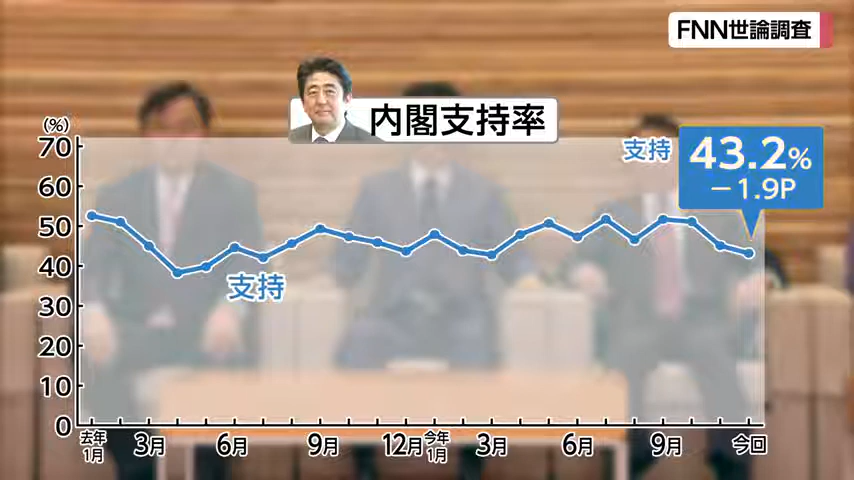 FNN世論調査
内閣支持率
(%)
70
60
50
40
30
20
10
0
支持
43.2%
－1.9P
支持
去年
1月
3月
6月
9月
12月
今年
1月
3月
6月
9月
今回